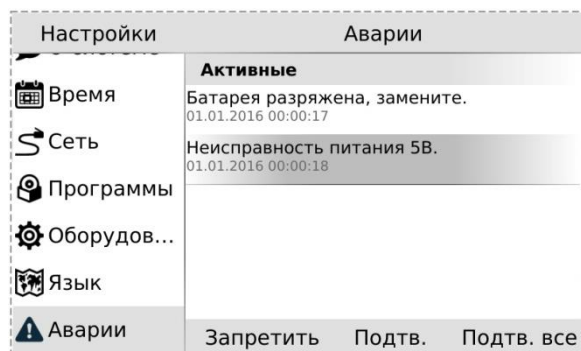 Настройки
Аварии
Время
Сеть
Программы
Оборудов...
Язык
Аварии
Активные
Батарея разряжена, замените.
01.01.2016 00:00:17
Неисправность питания 5В.
01.01.2016 00:00:18
Запретить Подтв. Подтв. все